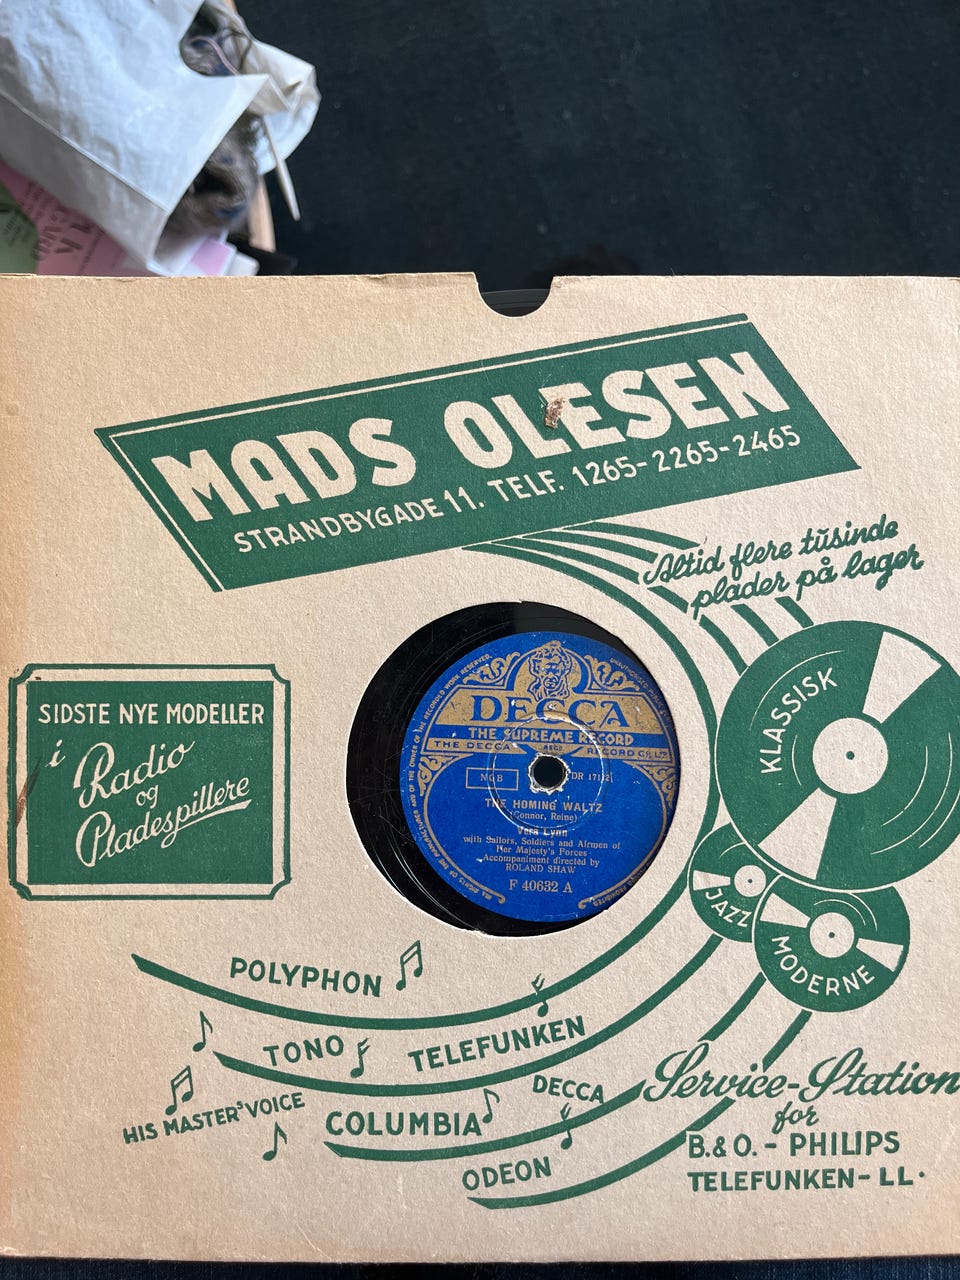 MADS OLESEN
STRANDBYGADE 11. TELF. 1265-2265-2465
Altid flere tusinde
plader på lager
KLASSISK
JAZZ
MODERNE
SIDSTE NYE MODELLER
i Radio
og
Pladespillere
DECCA
THE SUPREME RECORD
THE DECCA RECORD CO LTD
REGD
NCB
THE HOMING WALTZ
(Connor, Reine)
Vera Lynn
with Sailors, Soldiers and Airmen of
Her Majesty's Forces
Accompaniment directed by
ROLAND SHAW
F 40632 A
POLYPHON
TONO
TELEFUNKEN
HIS MASTER'S VOICE
COLUMBIA
DECCA
ODEON
Service-Station
for
B.& O. - PHILIPS
TELEFUNKEN - LL.